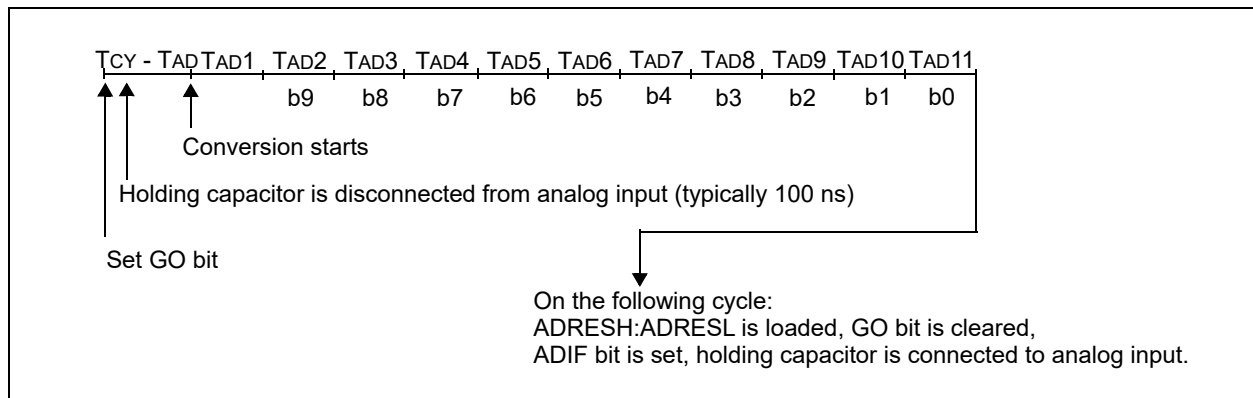 TCY - TAD TAD1 TAD2 TAD3 TAD4 TAD5 TAD6 TAD7 TAD8 TAD9 TAD10 TAD11
b9 b8 b7 b6 b5 b4 b3 b2 b1 b0
Conversion starts
Holding capacitor is disconnected from analog input (typically 100 ns)
Set GO bit
On the following cycle:
ADRESH:ADRESL is loaded, GO bit is cleared,
ADIF bit is set, holding capacitor is connected to analog input.